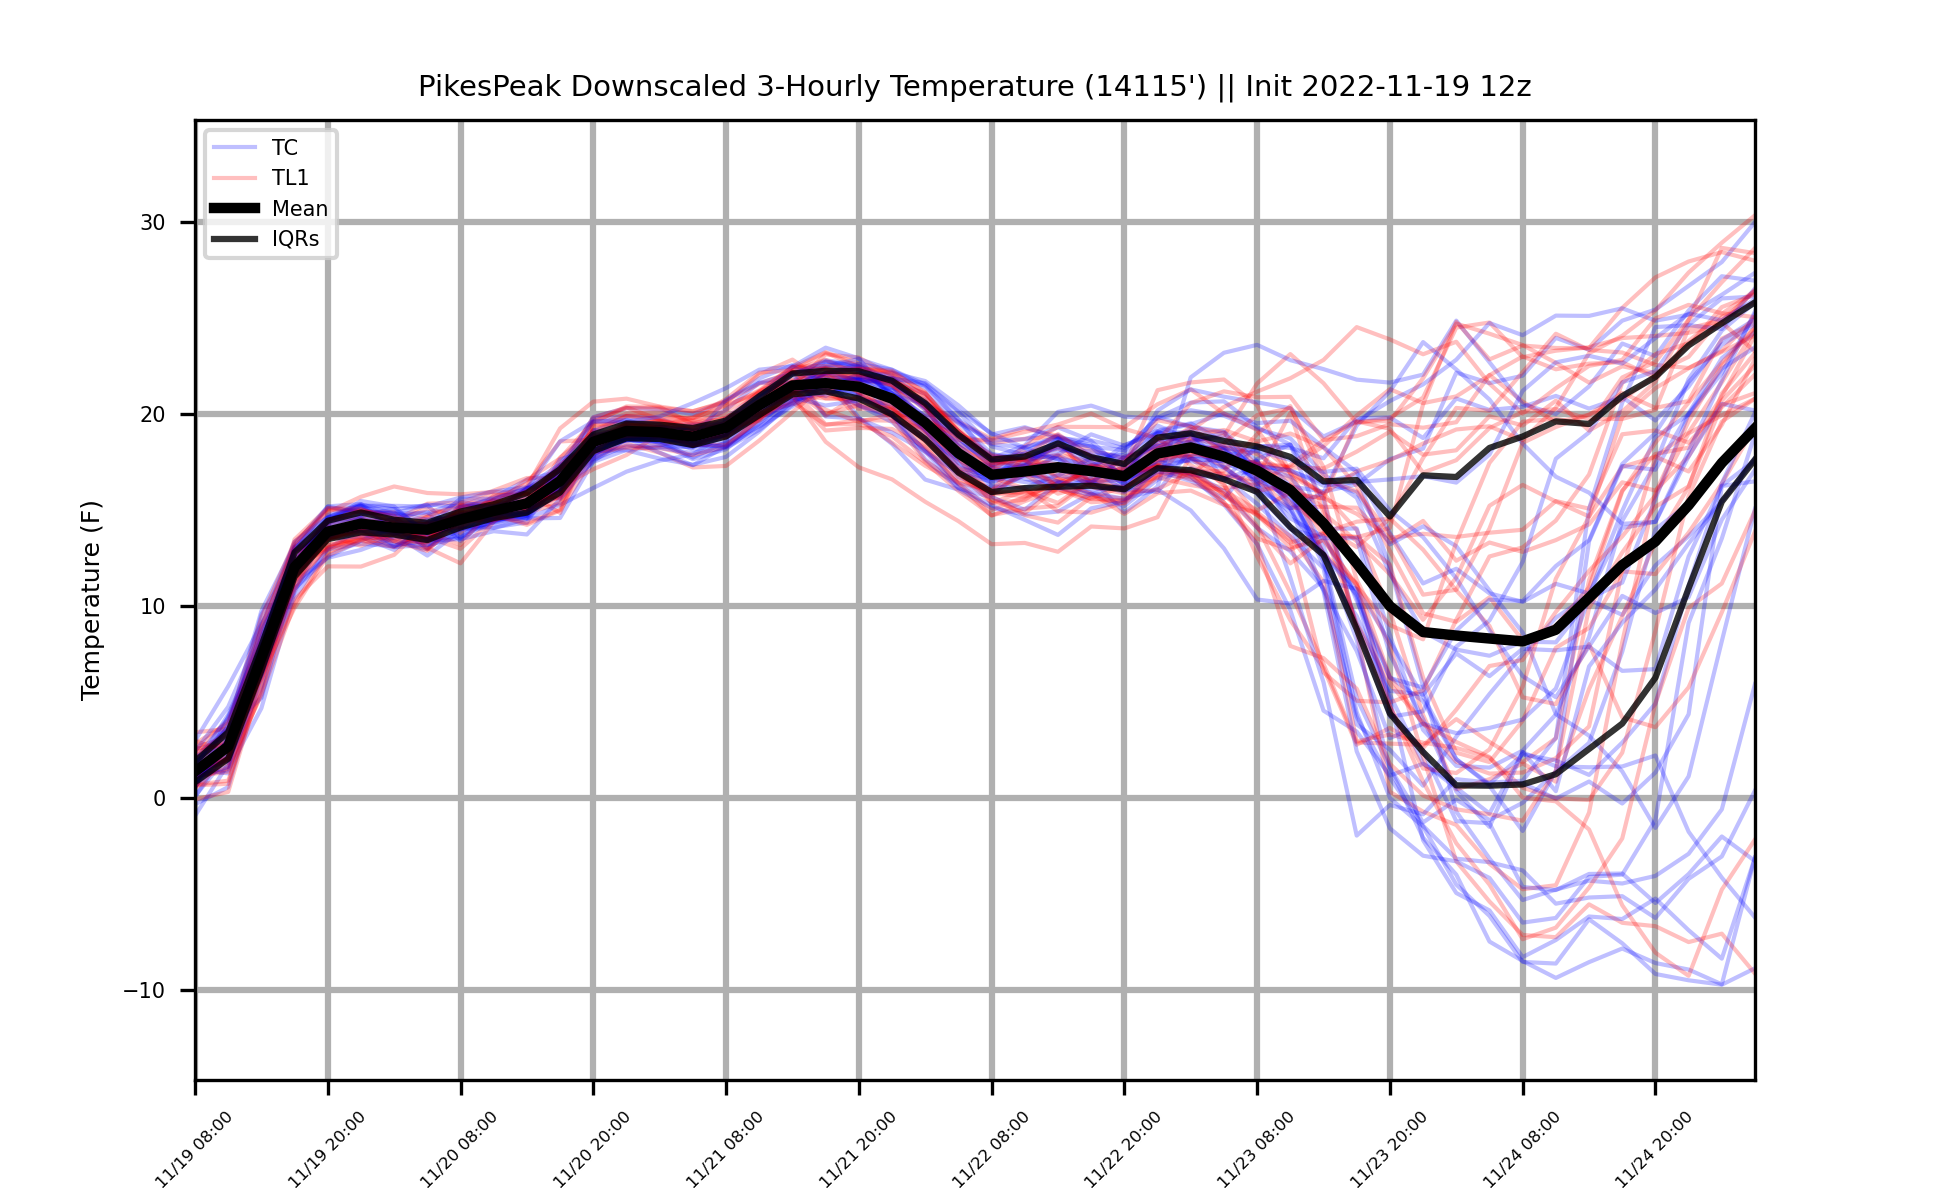 PikesPeak Downscaled 3-Hourly Temperature (14115') || Init 2022-11-19 12z
TC
TL1
Mean
IQRs
Temperature (F)
30
20
10
0
−10
11/19 08:00
11/19 20:00
11/20 08:00
11/20 20:00
11/21 08:00
11/21 20:00
11/22 08:00
11/22 20:00
11/23 08:00
11/23 20:00
11/24 08:00
11/24 20:00